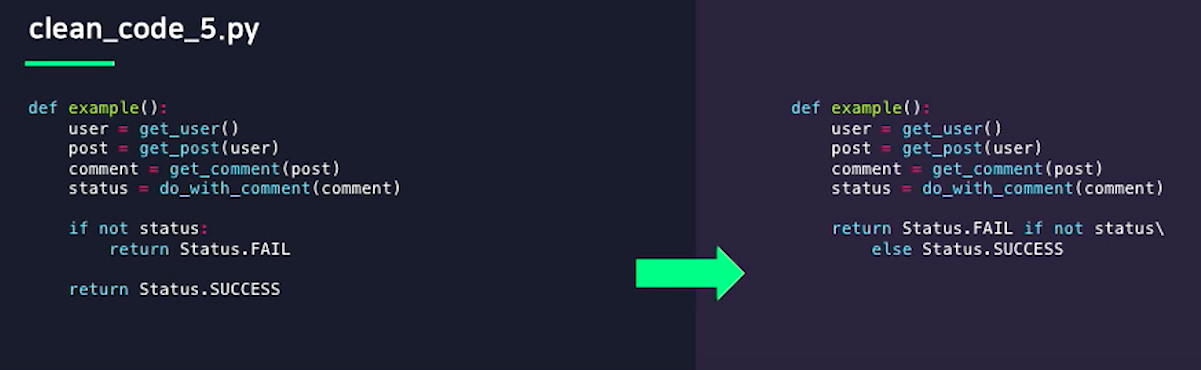 clean_code_5.py
def example():
    user = get_user()
    post = get_post(user)
    comment = get_comment(post)
    status = do_with_comment(comment)
    if not status:
        return Status.FAIL
    return Status.SUCCESS
def example():
    user = get_user()
    post = get_post(user)
    comment = get_comment(post)
    status = do_with_comment(comment)
    return Status.FAIL if not status\
        else Status.SUCCESS